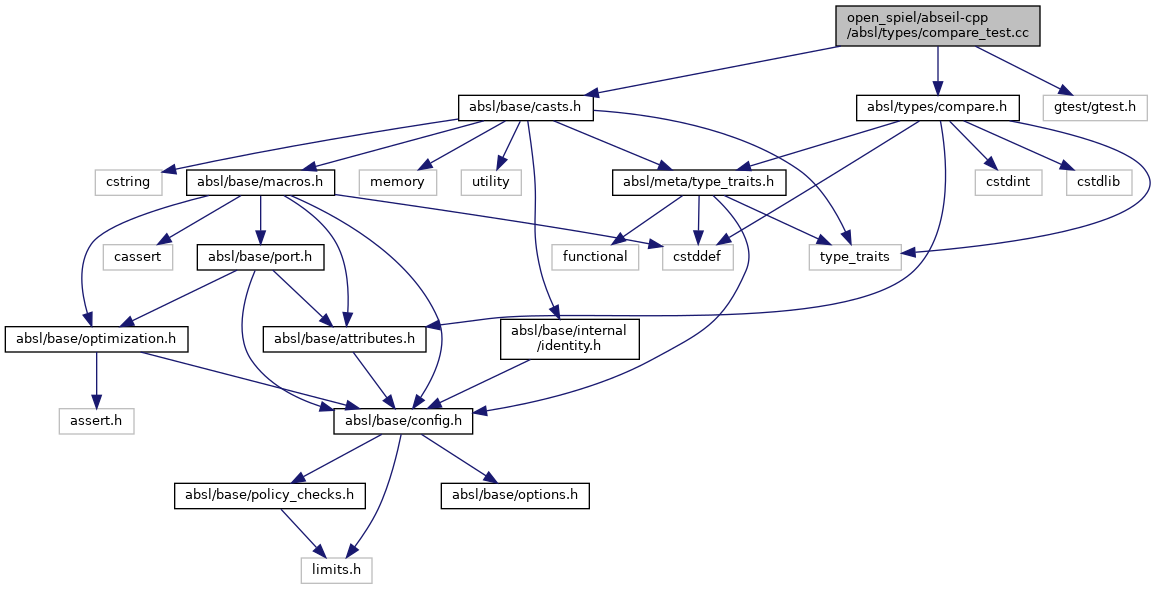 open_spiel/abseil-cpp
/absl/types/compare_test.cc
absl/base/casts.h
absl/types/compare.h
gtest/gtest.h
cstring
absl/base/macros.h
memory
utility
absl/meta/type_traits.h
cstdint
cstdlib
cassert
absl/base/port.h
functional
cstddef
type_traits
absl/base/optimization.h
absl/base/attributes.h
absl/base/internal
/identity.h
assert.h
absl/base/config.h
absl/base/policy_checks.h
absl/base/options.h
limits.h